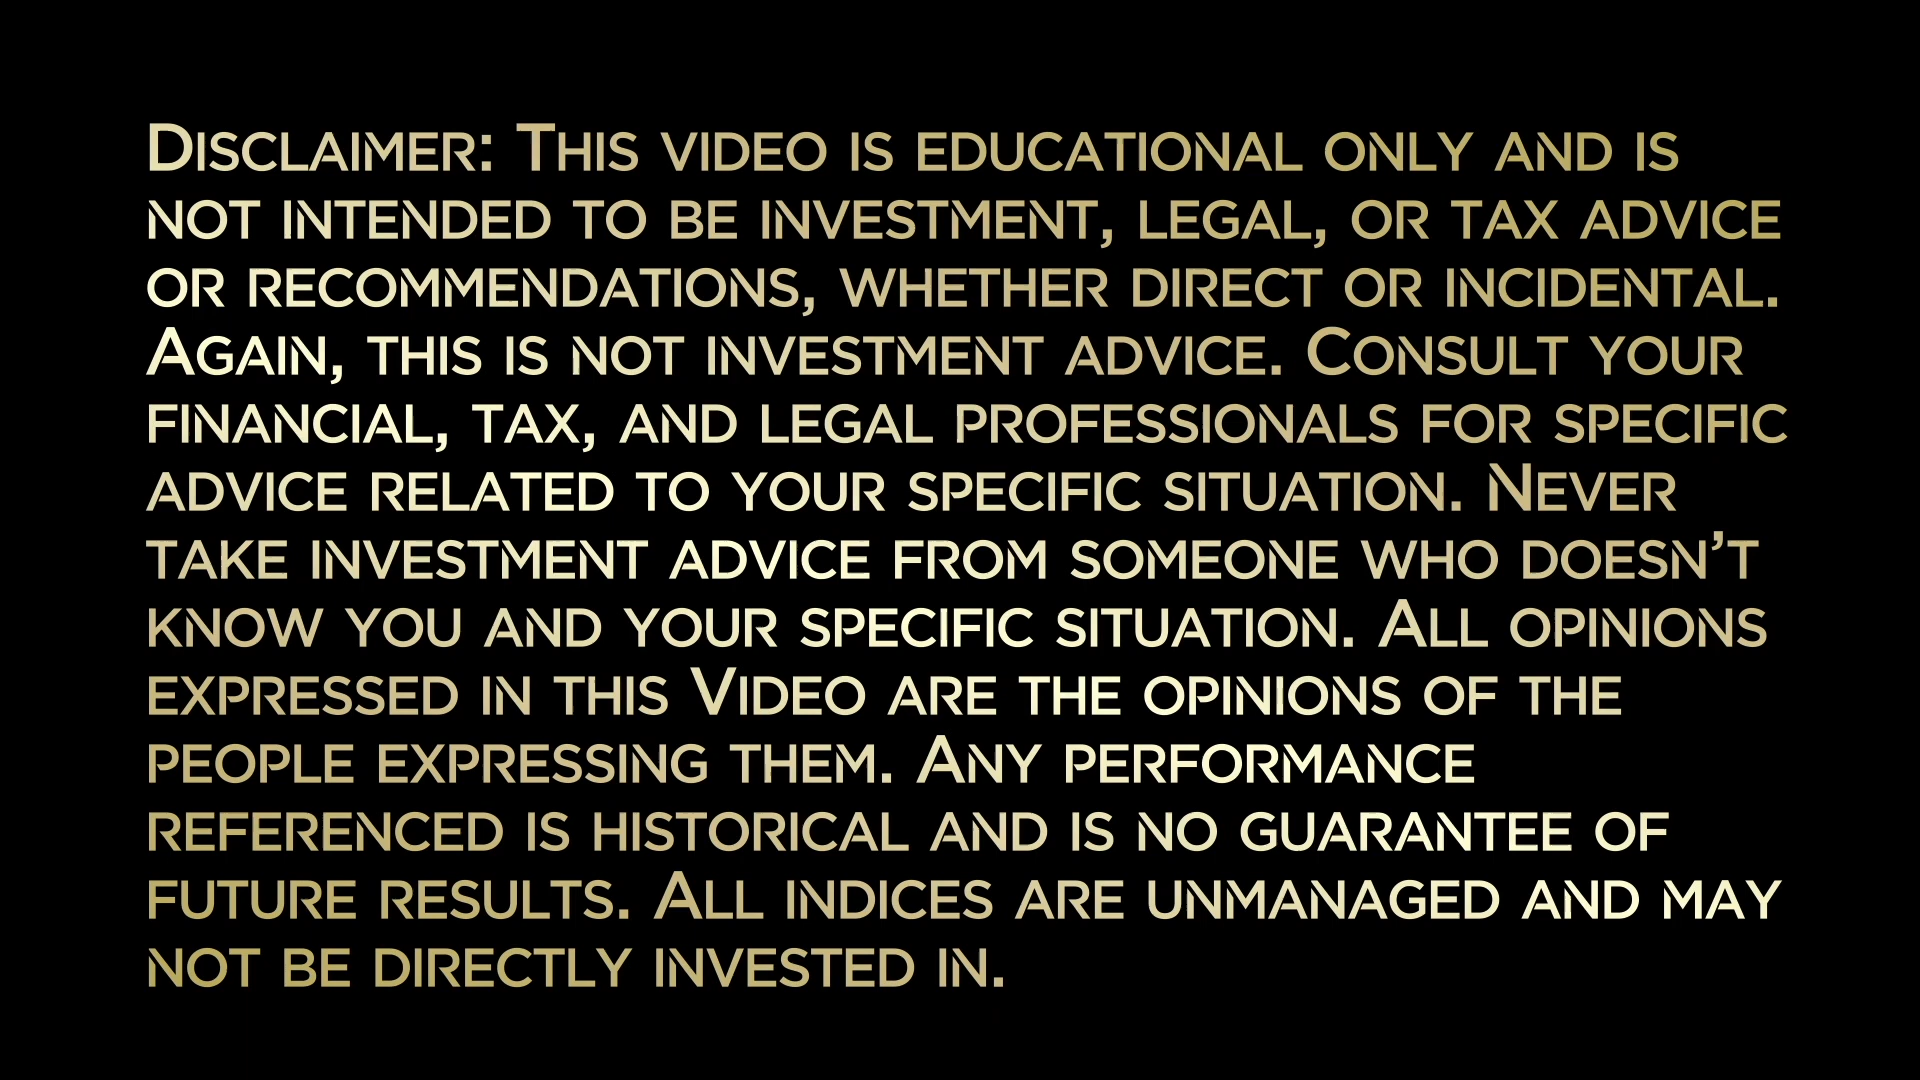 Disclaimer: This video is educational only and is
not intended to be investment, legal, or tax advice
or recommendations, whether direct or incidental.
Again, this is not investment advice. Consult your
financial, tax, and legal professionals for specific
advice related to your specific situation. Never
take investment advice from someone who doesn’t
know you and your specific situation. All opinions
expressed in this Video are the opinions of the
people expressing them. Any performance
referenced is historical and is no guarantee of
future results. All indices are unmanaged and may
not be directly invested in.